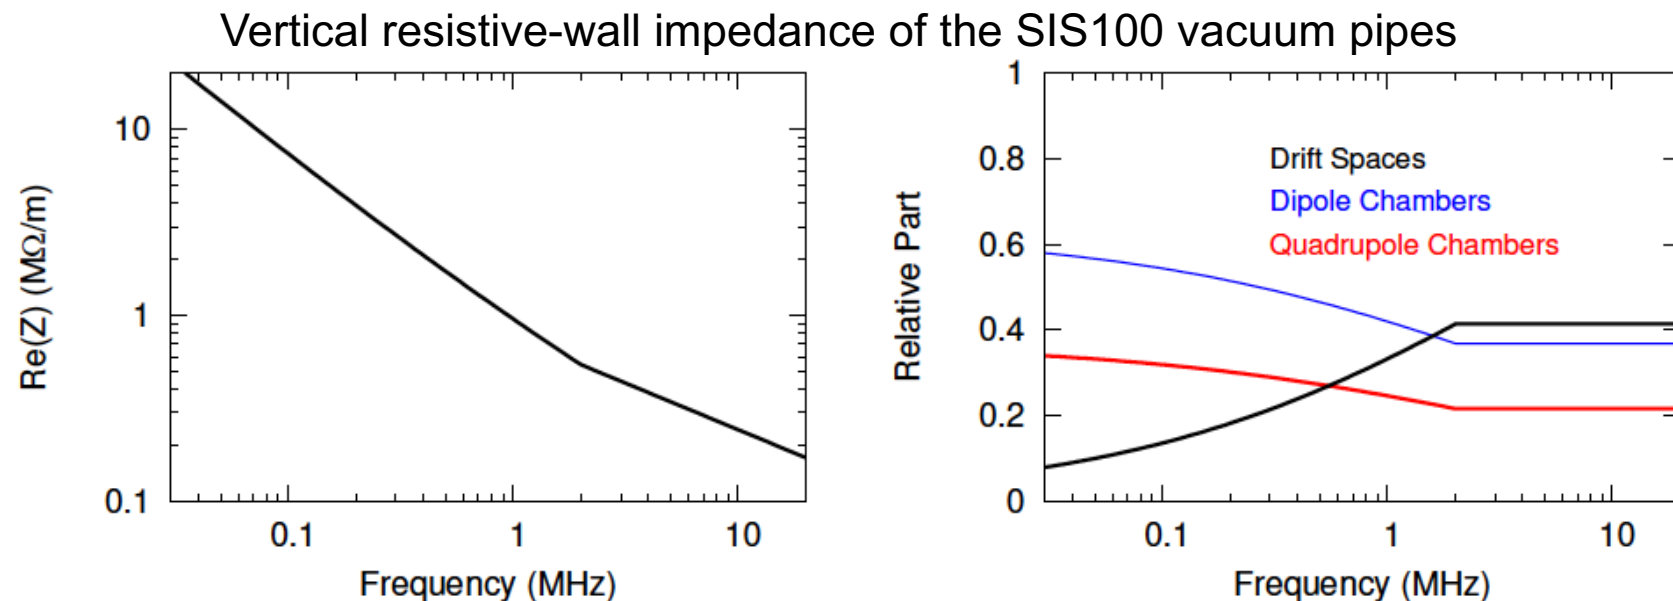 Vertical resistive-wall impedance of the SIS100 vacuum pipes
Re(Z) (MΩ/m)
10
1
0.1
0.1 1 10
Frequency (MHz)
Relative Part
1
0.8
0.6
0.4
0.2
0
Drift Spaces
Dipole Chambers
Quadrupole Chambers
0.1 1 10
Frequency (MHz)